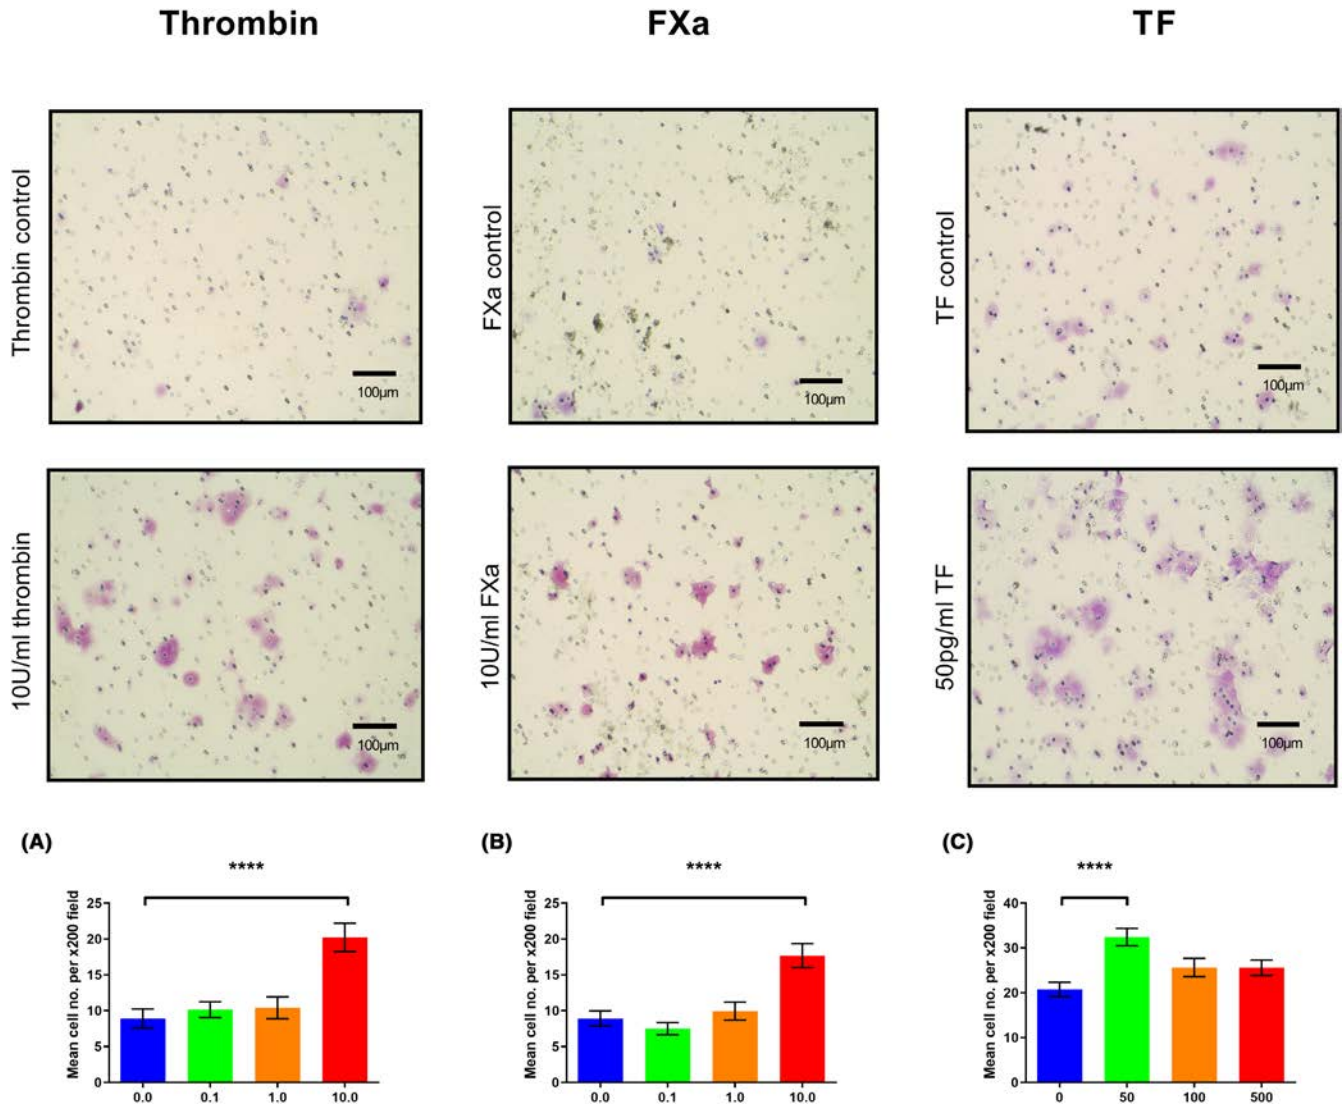 Thrombin FXa TF
Thrombin control
100µm
FXa control
100µm
TF control
100µm
10U/ml thrombin
100µm
10U/ml FXa
100µm
50pg/ml TF
100µm
(A)
****
Mean cell no. per x200 field
25
20
15
10
5
0
0.0 0.1 1.0 10.0
(B)
****
Mean cell no. per x200 field
25
20
15
10
5
0
0.0 0.1 1.0 10.0
(C)
****
Mean cell no. per x200 field
40
30
20
10
0
0 50 100 500